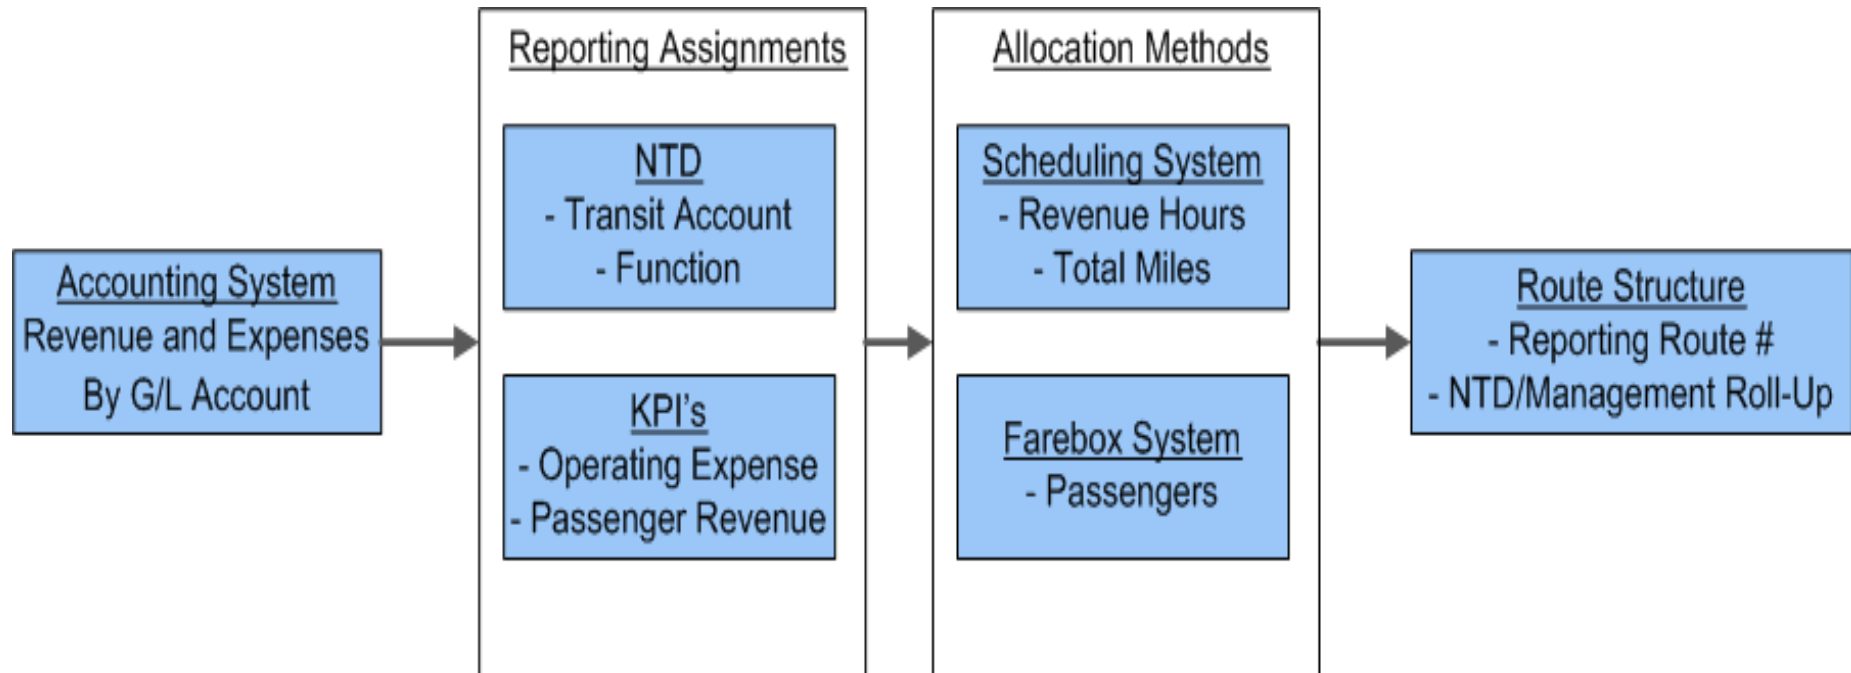 Accounting System
Revenue and Expenses
By G/L Account
Reporting Assignments
NTD
- Transit Account
- Function
KPI's
- Operating Expense
- Passenger Revenue
Allocation Methods
Scheduling System
- Revenue Hours
- Total Miles
Farebox System
- Passengers
Route Structure
- Reporting Route #
- NTD/Management Roll-Up